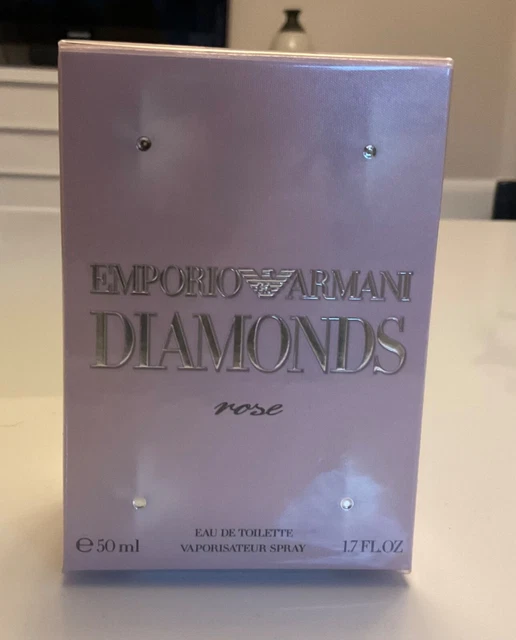 EMPORIO ARMANI
DIAMONDS
rose
EAU DE TOILETTE
℮ 50 ml VAPORISATEUR SPRAY 1.7 FL.OZ